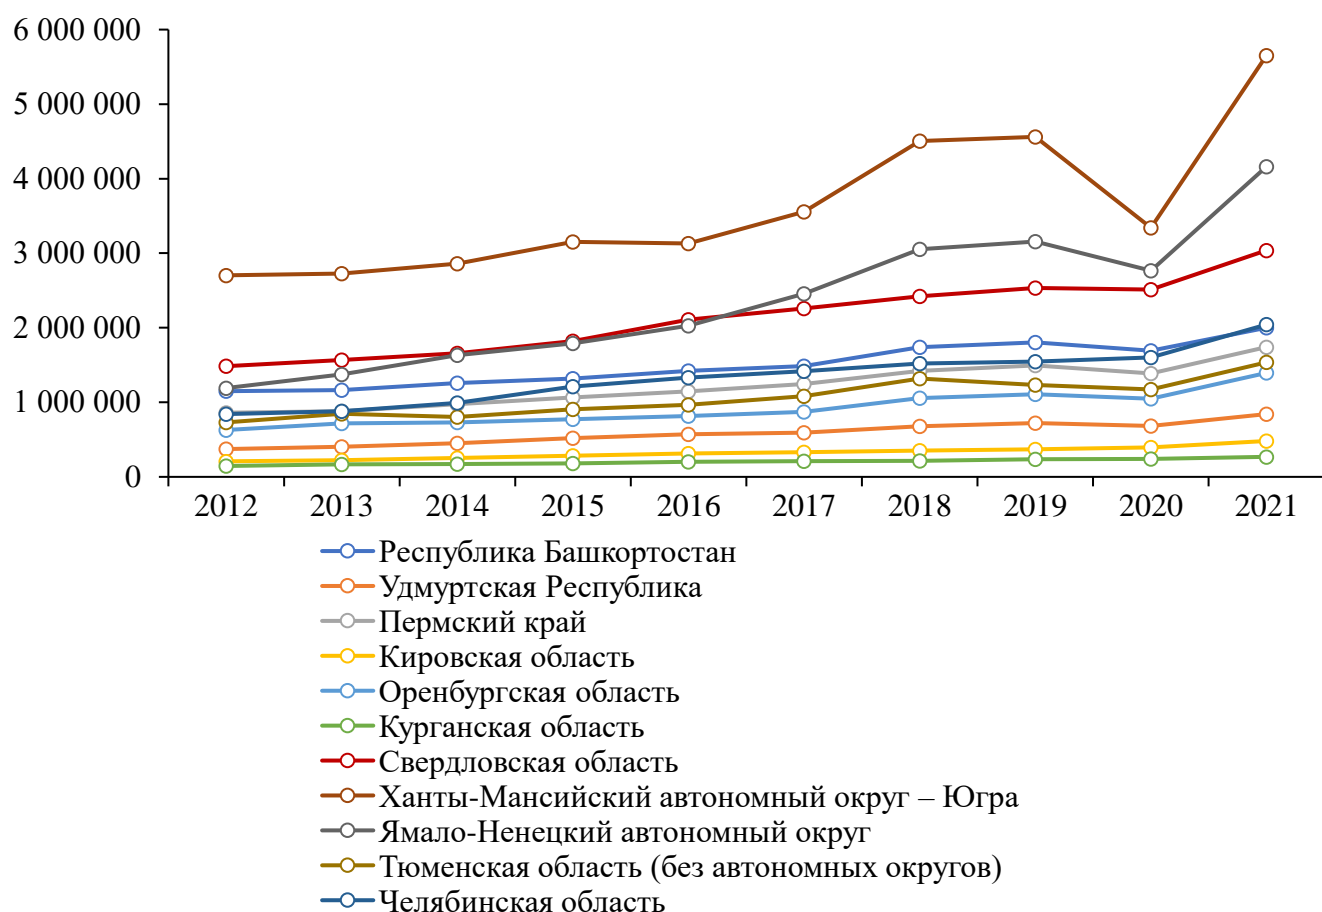 6 000 000
5 000 000
4 000 000
3 000 000
2 000 000
1 000 000
0
2012 2013 2014 2015 2016 2017 2018 2019 2020 2021
Республика Башкортостан
Удмуртская Республика
Пермский край
Кировская область
Оренбургская область
Курганская область
Свердловская область
Ханты-Мансийский автономный округ – Югра
Ямало-Ненецкий автономный округ
Тюменская область (без автономных округов)
Челябинская область